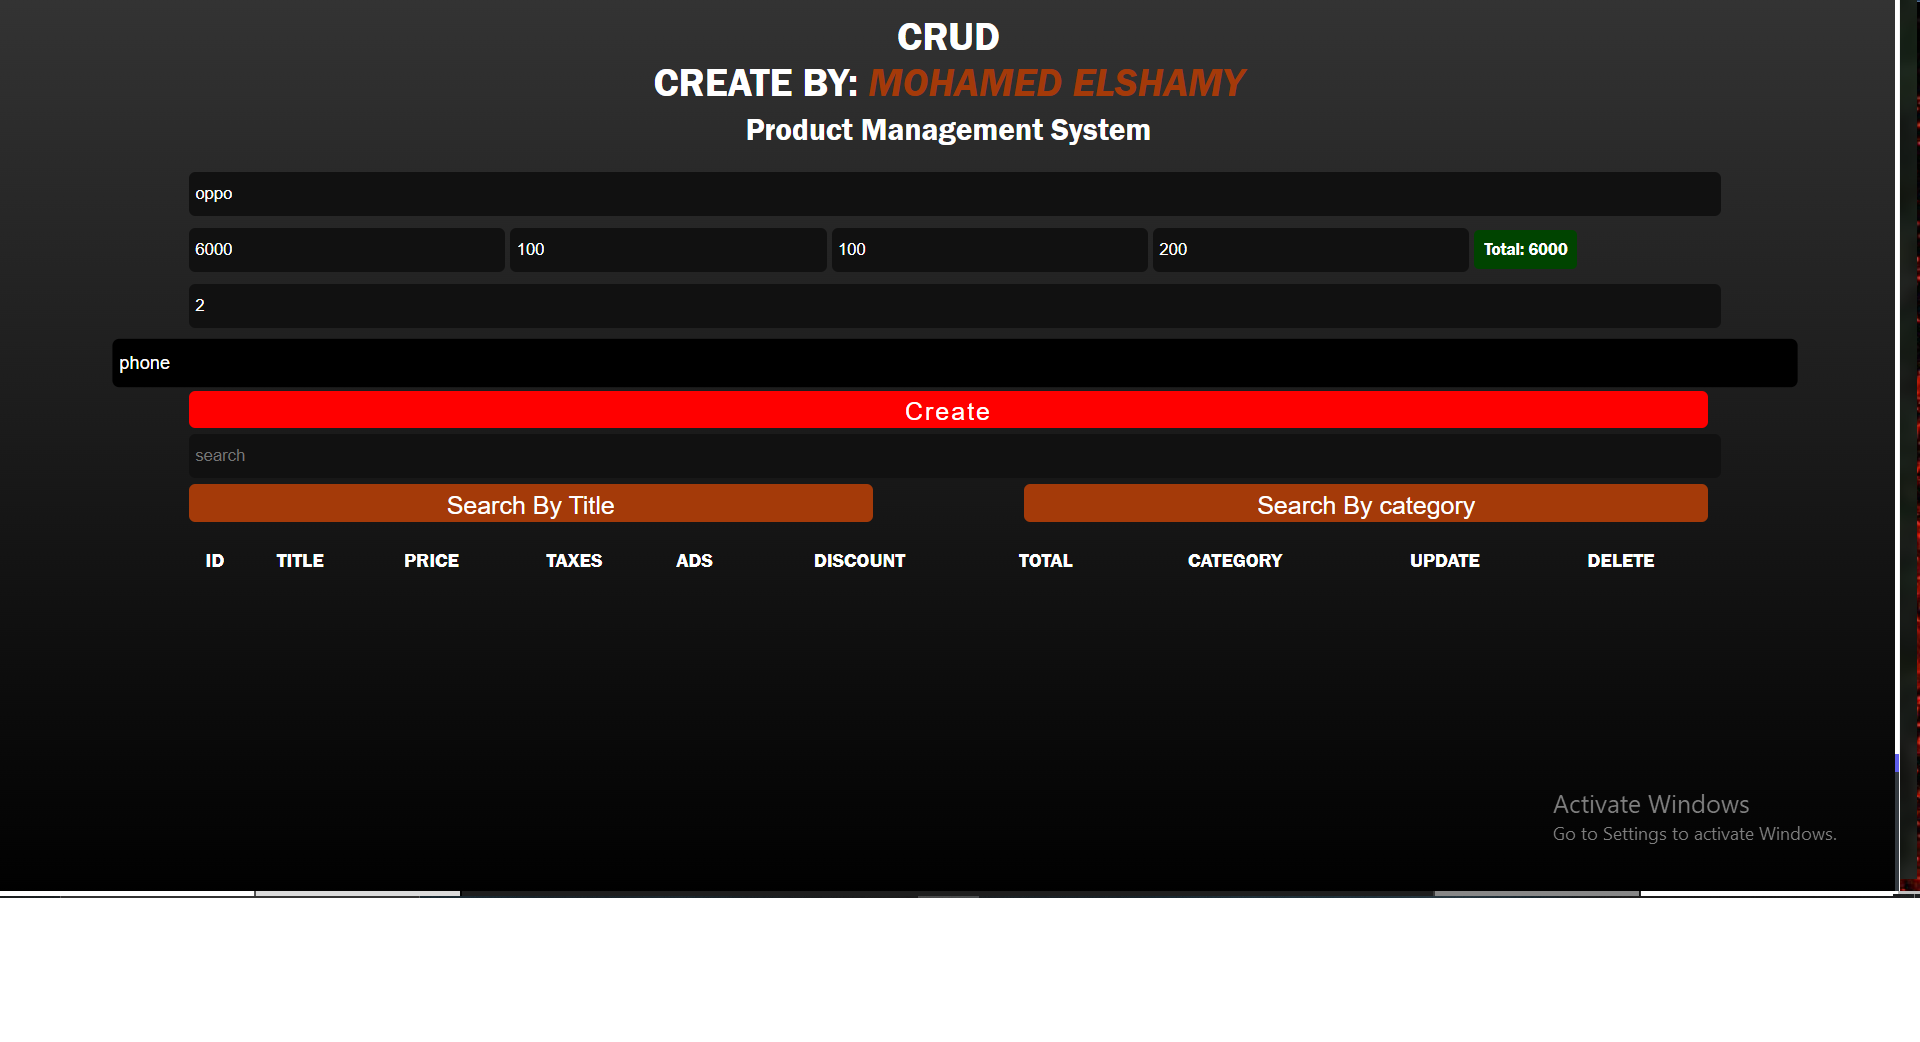 CRUD
CREATE BY: MOHAMED ELSHAMY
Product Management System
oppo
6000 100 100 200 Total: 6000
2
phone
Create
search
Search By Title Search By category
ID TITLE PRICE TAXES ADS DISCOUNT TOTAL CATEGORY UPDATE DELETE
Activate Windows
Go to Settings to activate Windows.